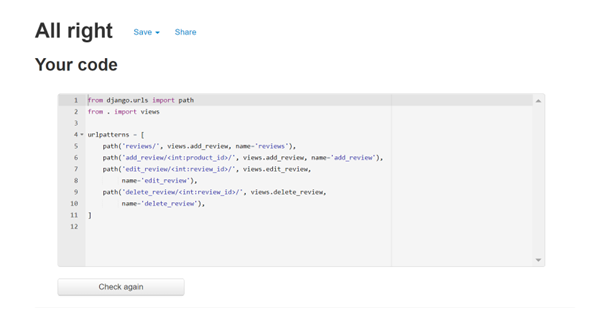 All right Save Share
Your code
1 from django.urls import path
2 from . import views
3
4 urlpatterns = [
5 path('reviews/', views.add_review, name='reviews'),
6 path('add_review/<int:product_id>/', views.add_review, name='add_review'),
7 path('edit_review/<int:review_id>/', views.edit_review,
8 name='edit_review'),
9 path('delete_review/<int:review_id>/', views.delete_review,
10 name='delete_review'),
11 ]
12
Check again